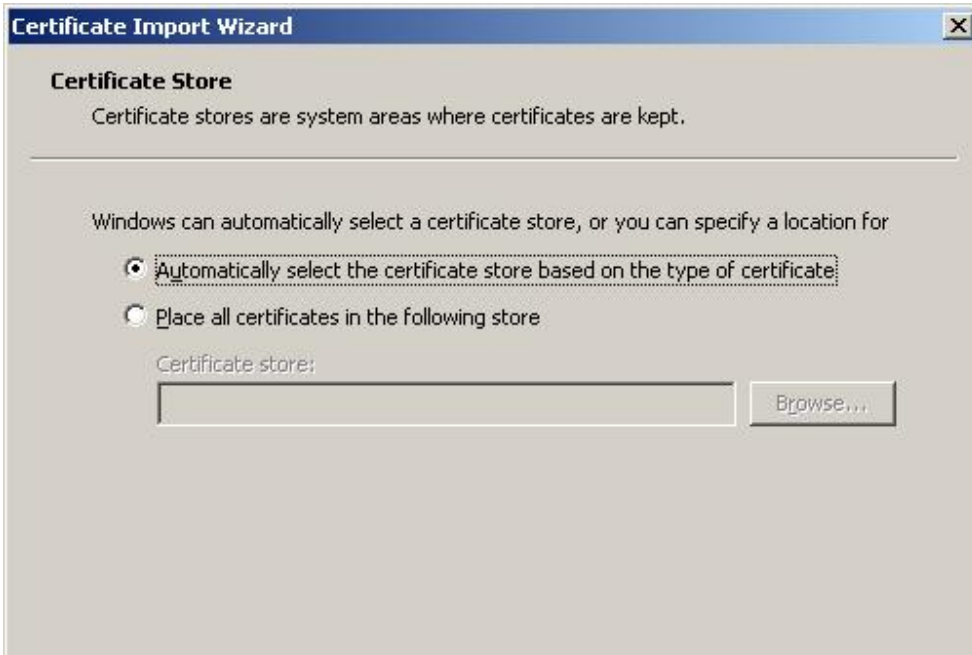 Certificate Import Wizard
Certificate Store
Certificate stores are system areas where certificates are kept.
Windows can automatically select a certificate store, or you can specify a location for
Automatically select the certificate store based on the type of certificate
Place all certificates in the following store
Certificate store:
Browse...